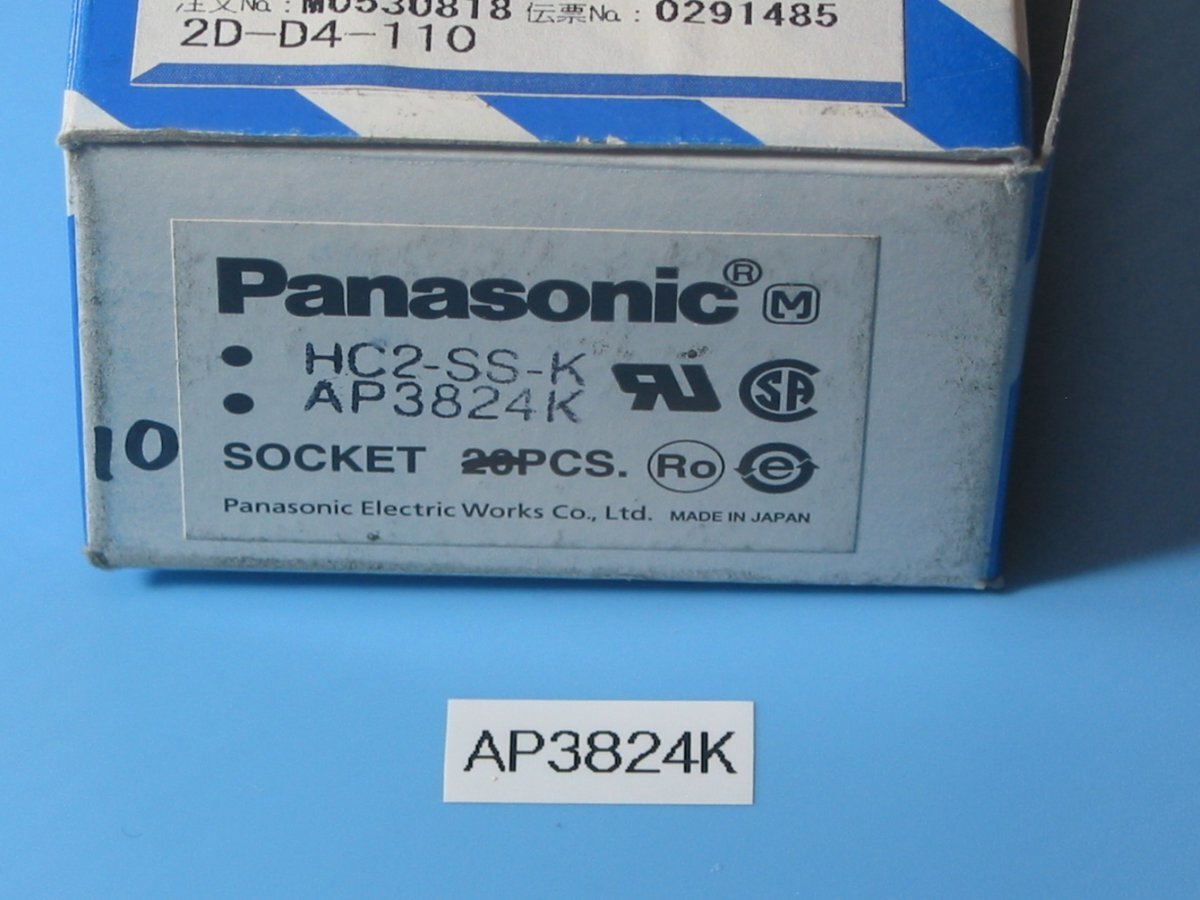 注文No.: M0530818 伝票No.: 0291485
2D-D4-110
Panasonic® M
• HC2-SS-K
• AP3824K
SA
10
SOCKET 20PCS. Ro e
Panasonic Electric Works Co., Ltd. MADE IN JAPAN
AP3824K